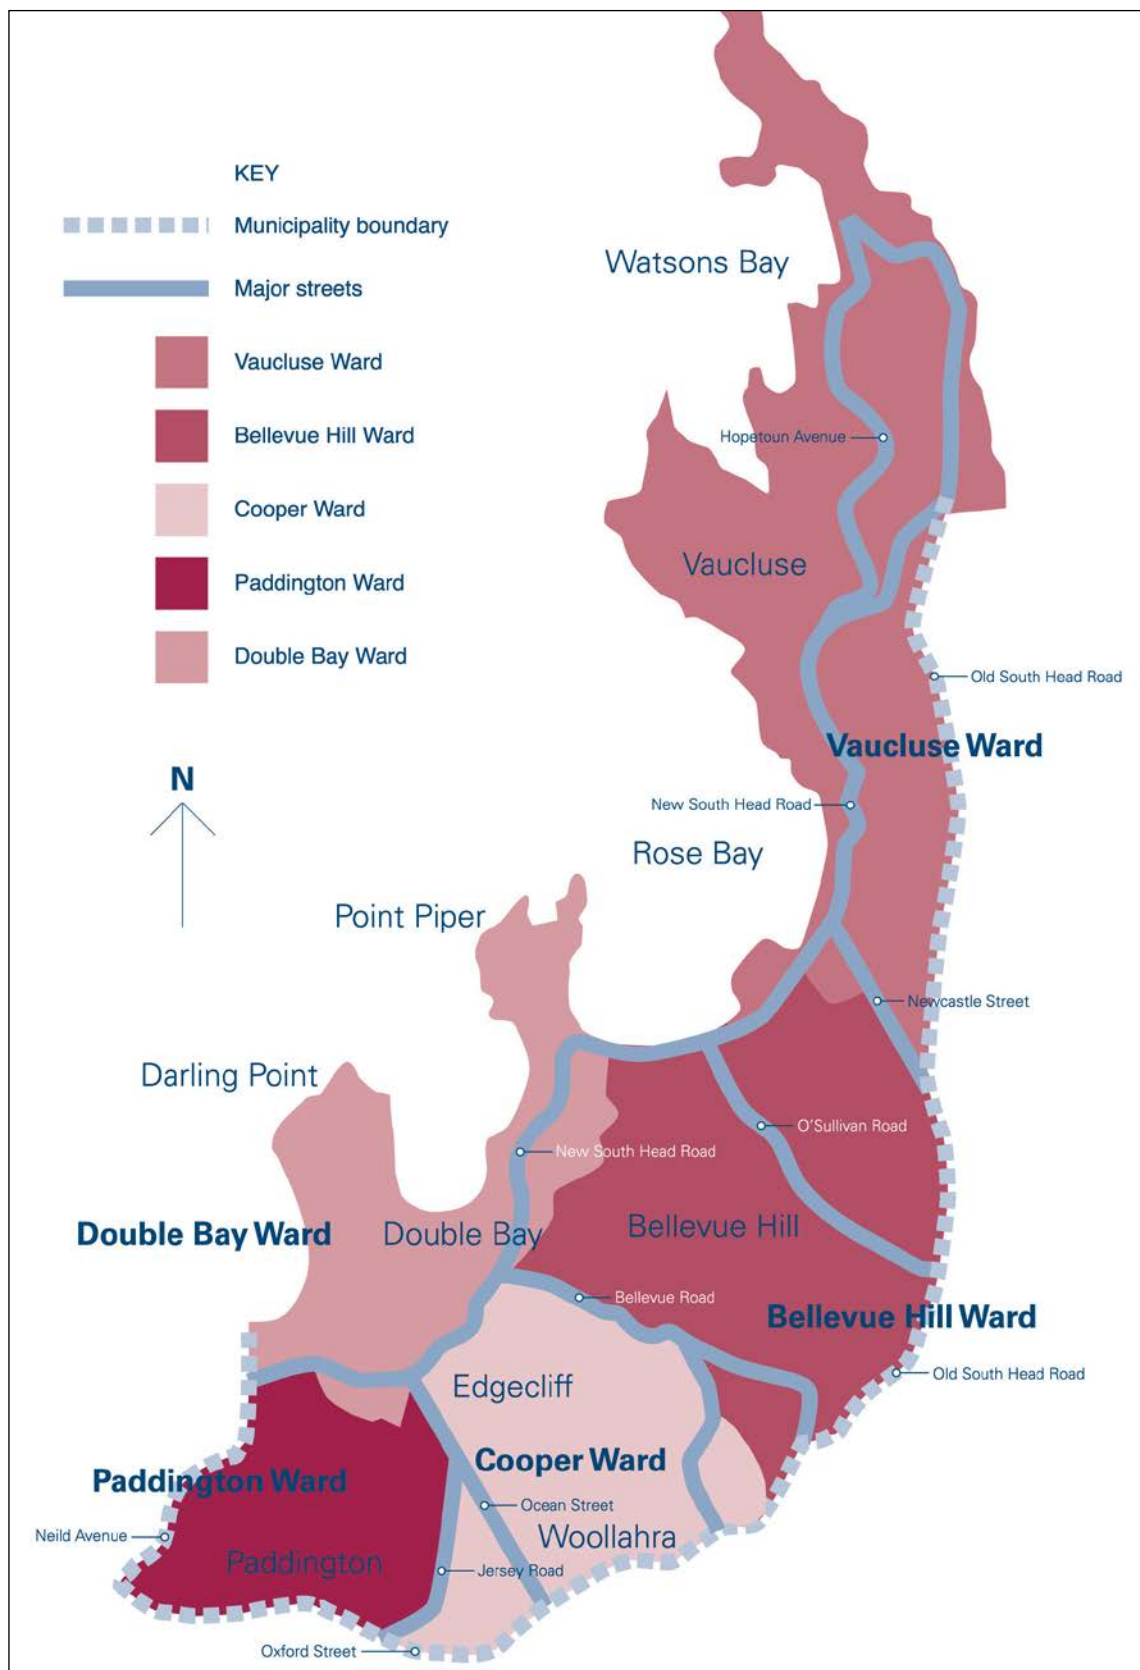 KEY
Municipality boundary
Major streets
Vaucluse Ward
Bellevue Hill Ward
Cooper Ward
Paddington Ward
Double Bay Ward
N
Watsons Bay
Hopetoun Avenue
Vaucluse
Old South Head Road
Vaucluse Ward
New South Head Road
Rose Bay
Point Piper
Newcastle Street
Darling Point
O'Sullivan Road
New South Head Road
Double Bay Ward
Double Bay
Bellevue Hill
Bellevue Road
Bellevue Hill Ward
Old South Head Road
Edgecliff
Cooper Ward
Paddington Ward
Ocean Street
Neild Avenue
Woollahra
Paddington
Jersey Road
Oxford Street